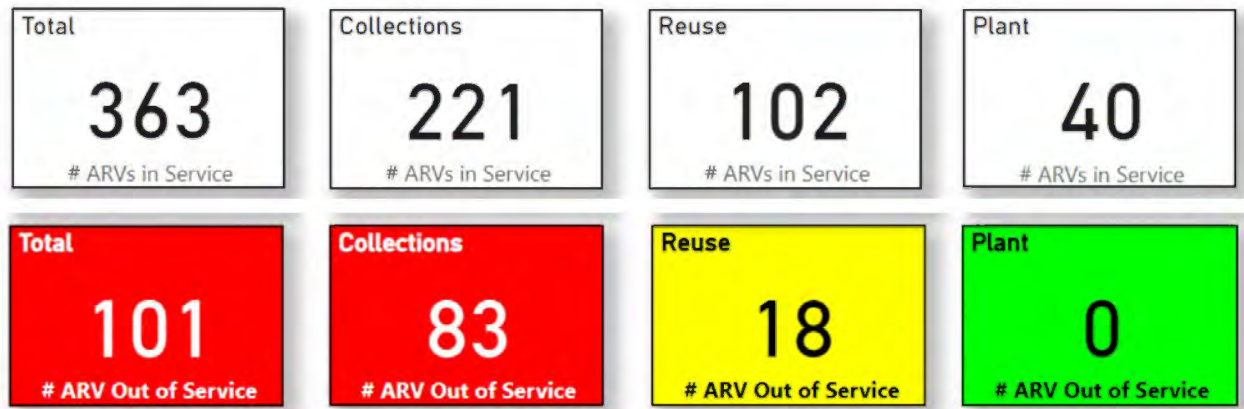 Total
363
# ARVs in Service
Collections
221
# ARVs in Service
Reuse
102
# ARVs in Service
Plant
40
# ARVs in Service
Total
101
# ARV Out of Service
Collections
83
# ARV Out of Service
Reuse
18
# ARV Out of Service
Plant
0
# ARV Out of Service